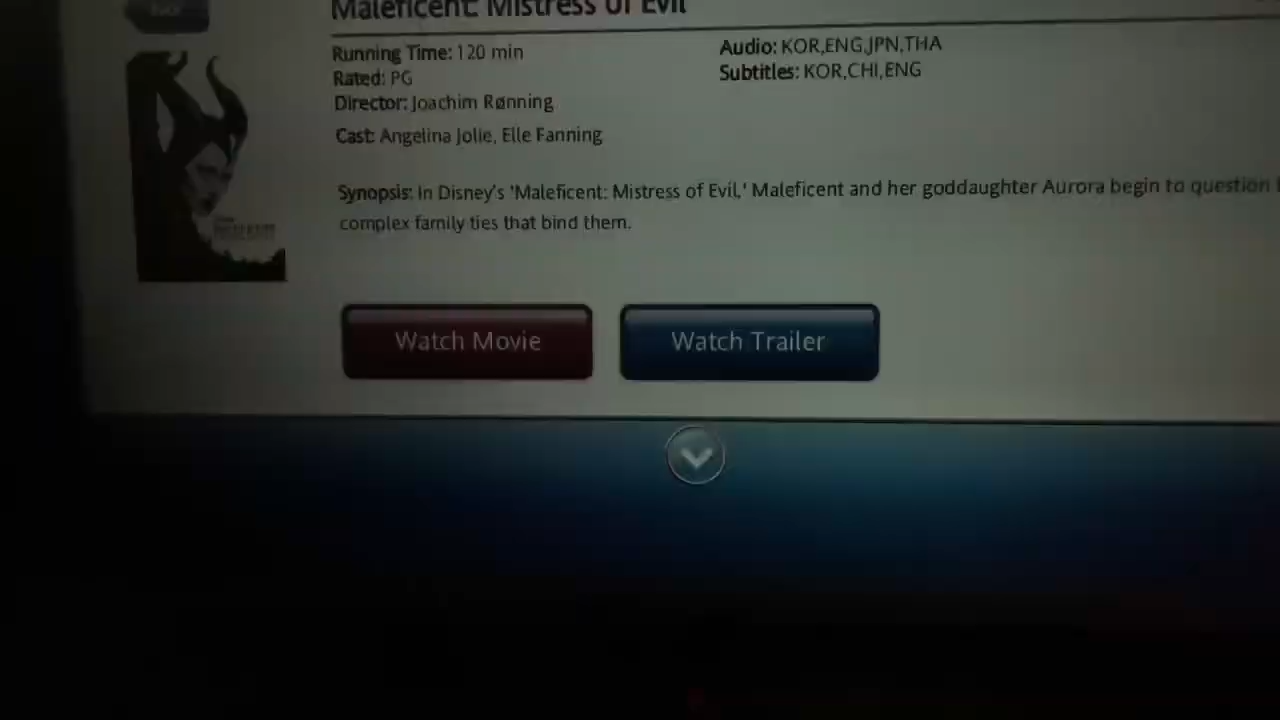 Maleficent: Mistress of Evil
Running Time: 120 min
Audio: KOR,ENG,JPN,THA
Rated: PG
Subtitles: KOR,CHI,ENG
Director: Joachim Rønning
Cast: Angelina Jolie, Elle Fanning
Synopsis: In Disney's 'Maleficent: Mistress of Evil,' Maleficent and her goddaughter Aurora begin to question
complex family ties that bind them.
Watch Movie
Watch Trailer